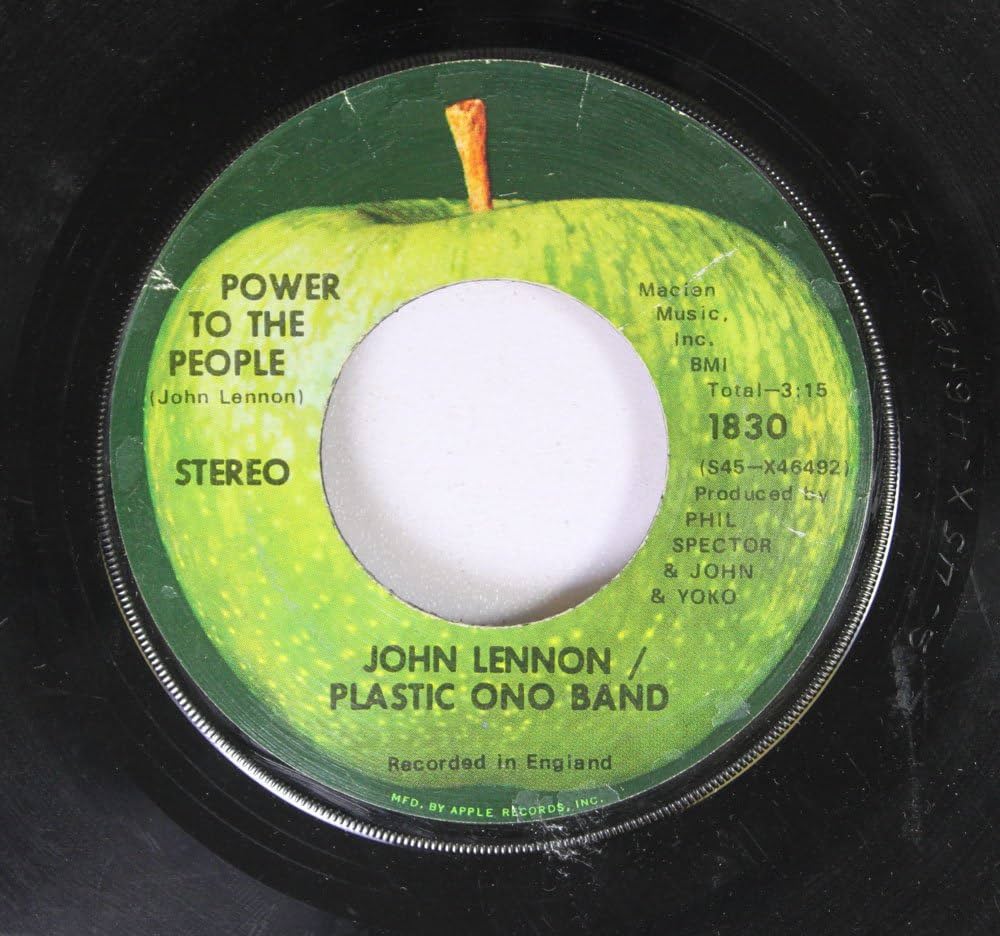 POWER
TO THE
PEOPLE
(John Lennon)
STEREO
Maclen
Music,
Inc.
BMI
Total—3:15
1830
(S45—X46492)
Produced by
PHIL
SPECTOR
& JOHN
& YOKO
JOHN LENNON /
PLASTIC ONO BAND
Recorded in England
MFD. BY APPLE RECORDS, INC.